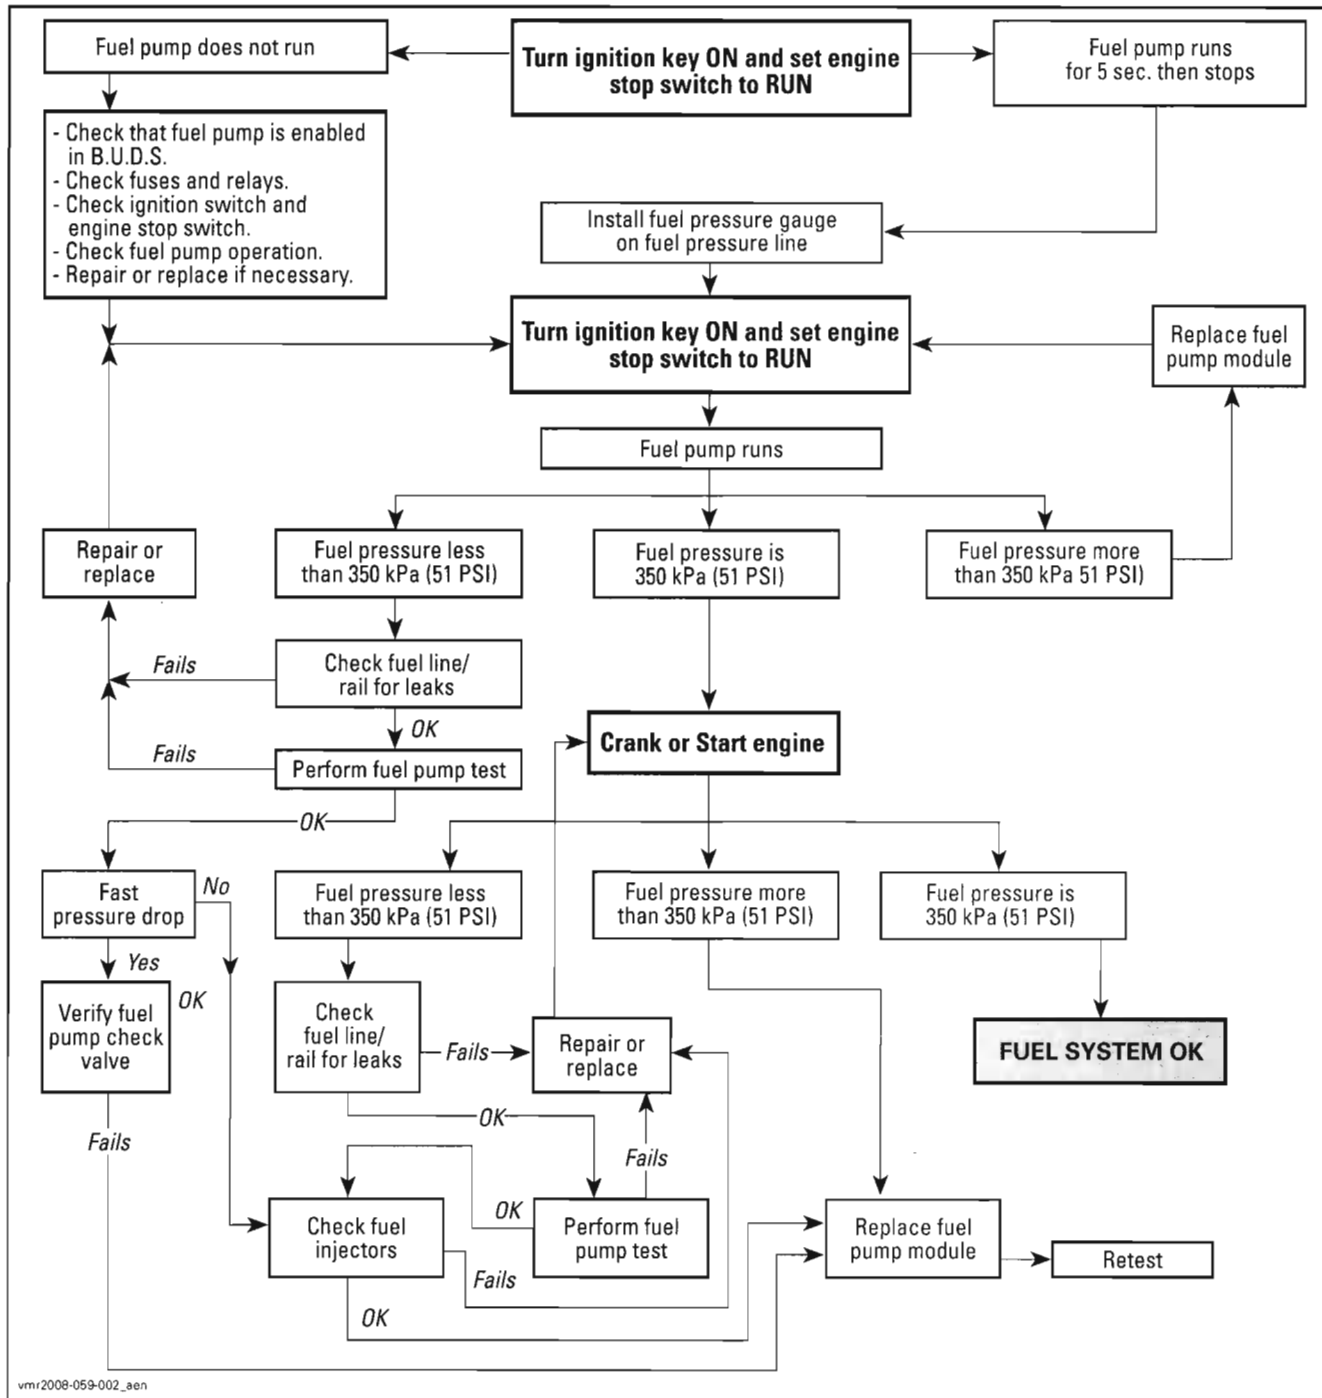 Fuel pump does not run
Turn ignition key ON and set engine
stop switch to RUN
Fuel pump runs
for 5 sec. then stops
- Check that fuel pump is enabled
in B.U.D.S.
- Check fuses and relays.
- Check ignition switch and
engine stop switch.
- Check fuel pump operation.
- Repair or replace if necessary.
Install fuel pressure gauge
on fuel pressure line
Turn ignition key ON and set engine
stop switch to RUN
Replace fuel
pump module
Fuel pump runs
Repair or
replace
Fuel pressure less
than 350 kPa (51 PSI)
Fuel pressure is
350 kPa (51 PSI)
Fuel pressure more
than 350 kPa 51 PSI)
Fails
Check fuel line/
rail for leaks
OK
Crank or Start engine
Fails
Perform fuel pump test
OK
Fast
pressure drop
No
Fuel pressure less
than 350 kPa (51 PSI)
Fuel pressure more
than 350 kPa (51 PSI)
Fuel pressure is
350 kPa (51 PSI)
Yes
OK
Verify fuel
pump check
valve
Check
fuel line/
rail for leaks
Fails
Repair or
replace
FUEL SYSTEM OK
OK
Fails
Fails
OK
Check fuel
injectors
Perform fuel
pump test
Replace fuel
pump module
Retest
Fails
OK
vmr2008-059-002_aen